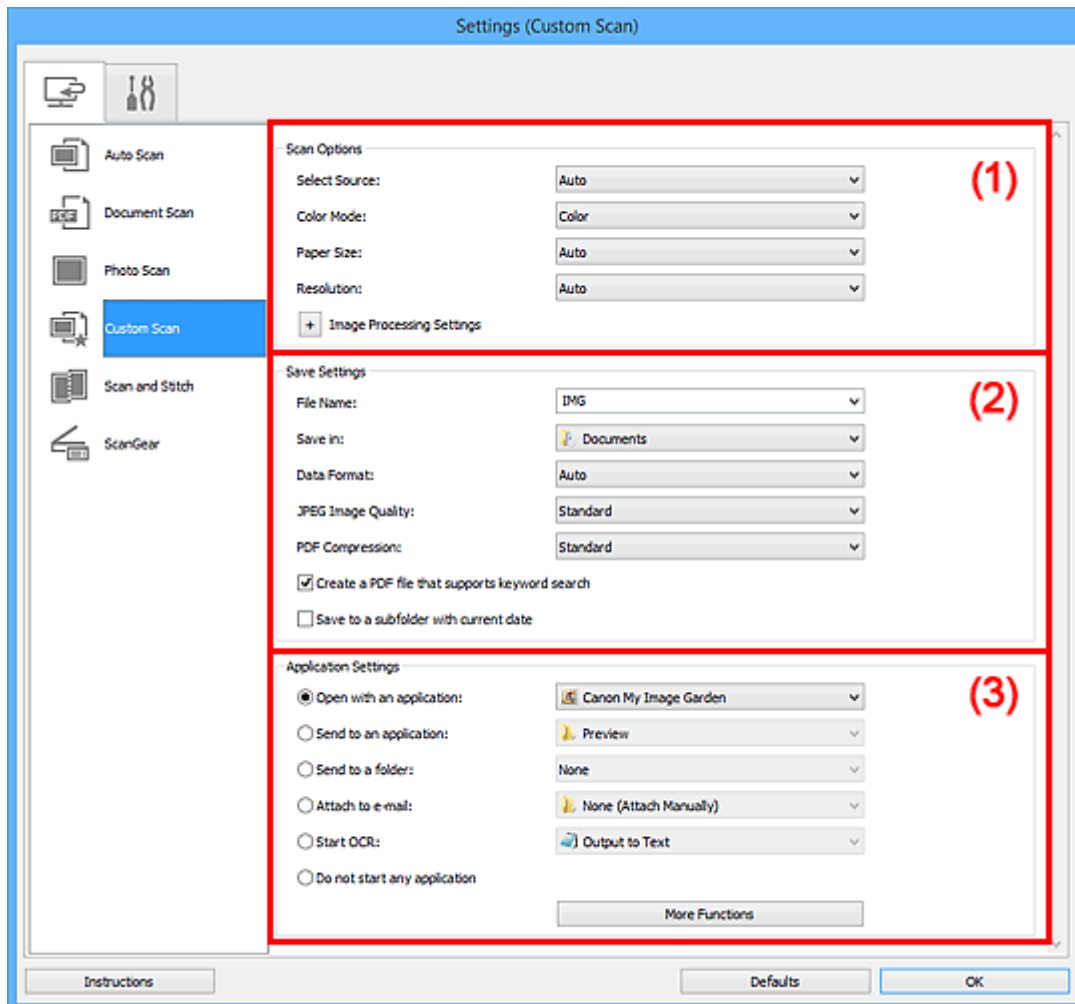 Settings (Custom Scan)
Auto Scan
Document Scan
Photo Scan
Custom Scan
Scan and Stitch
ScanGear
Scan Options
(1)
Select Source: Auto
Color Mode: Color
Paper Size: Auto
Resolution: Auto
+ Image Processing Settings
Save Settings
(2)
File Name: IMG
Save in: Documents
Data Format: Auto
JPEG Image Quality: Standard
PDF Compression: Standard
Create a PDF file that supports keyword search
Save to a subfolder with current date
Application Settings
(3)
Open with an application: Canon My Image Garden
Send to an application: Preview
Send to a folder: None
Attach to e-mail: None (Attach Manually)
Start OCR: Output to Text
Do not start any application
More Functions
Instructions Defaults OK